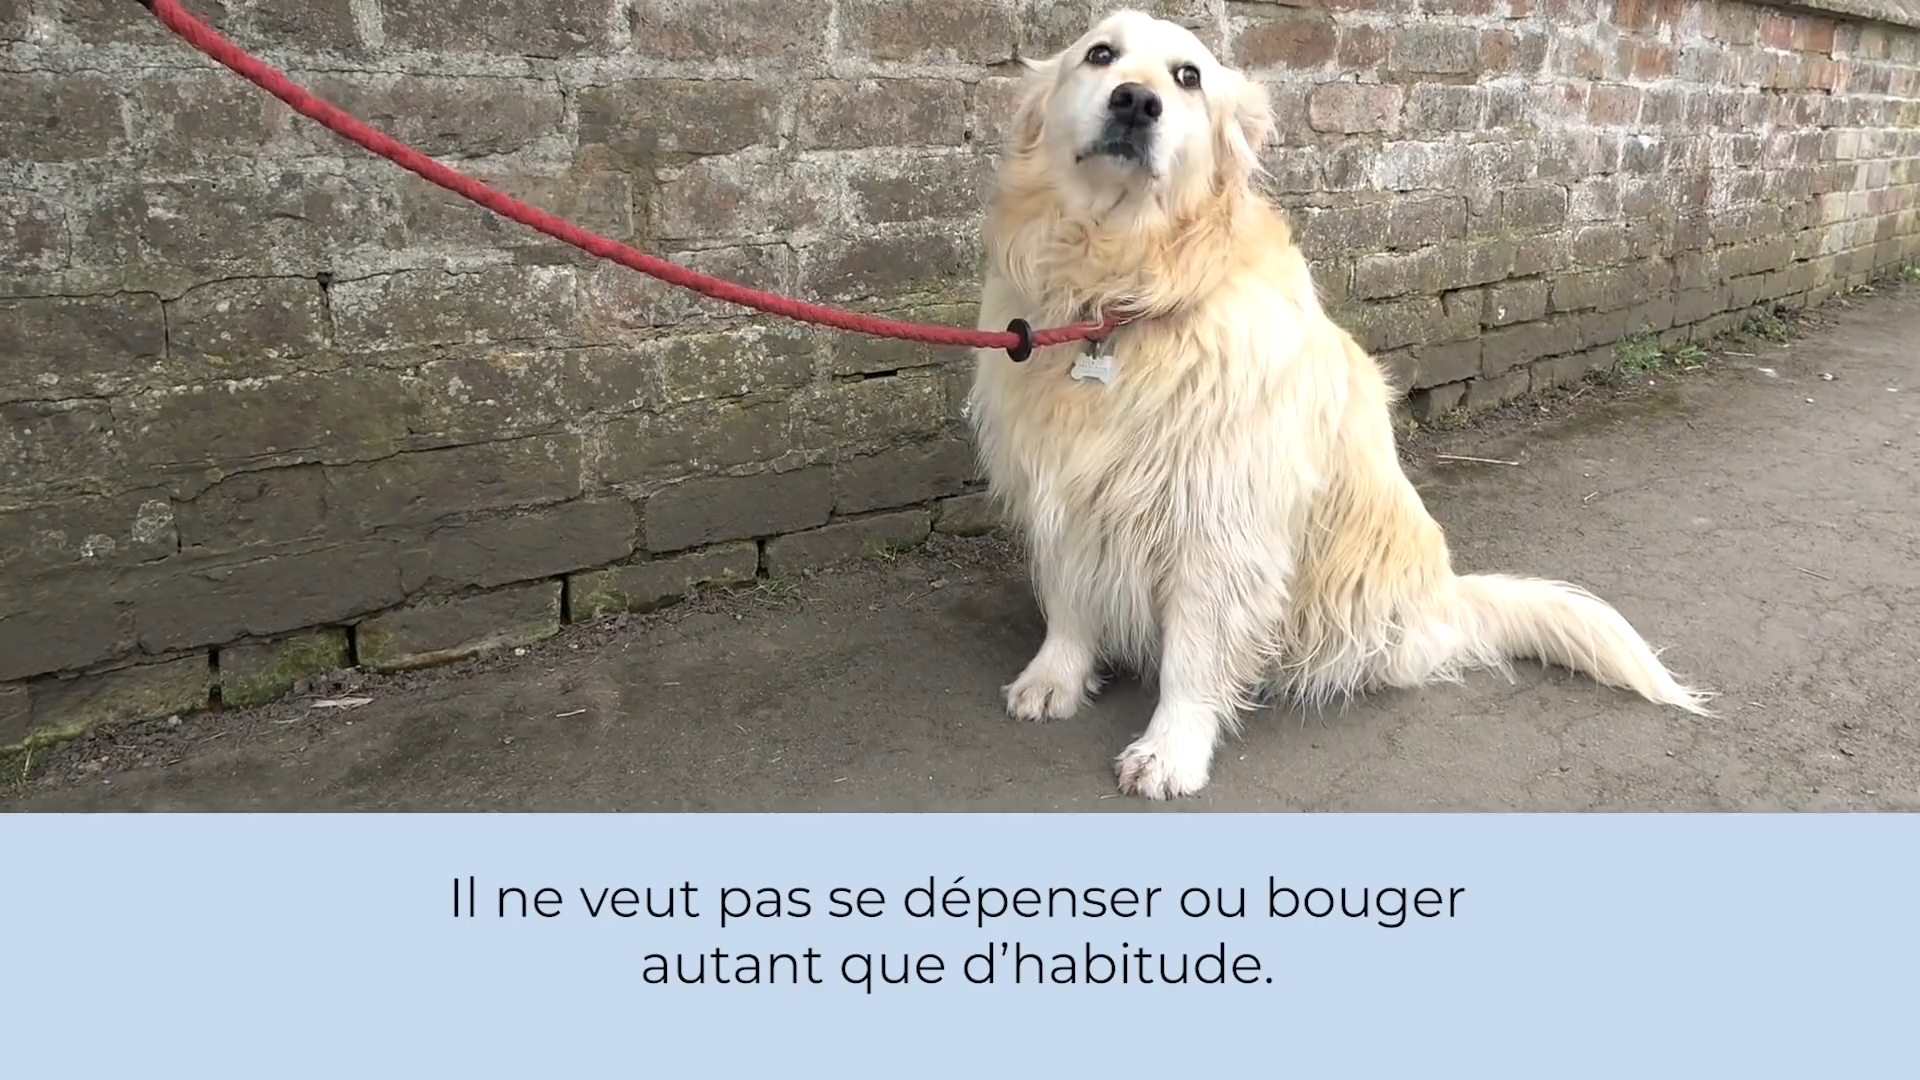 Il ne veut pas se dépenser ou bouger
autant que d’habitude.